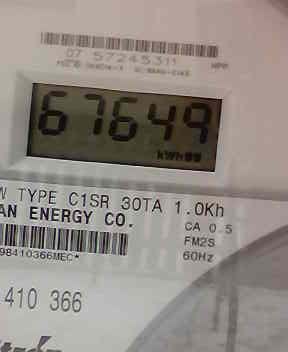 07 57245311
67649
kWh
W TYPE C1SR 30TA 1.0Kh
AN ENERGY CO.
CA 0.5
FM2S
98410366MEC*
60Hz
410 366